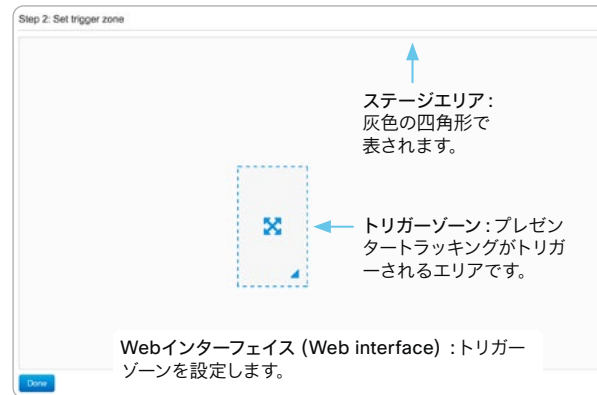 Step 2: Set trigger zone
ステージエリア：
灰色の四角形で
表されます。
トリガーゾーン：プレゼン
タートラッキングがトリガ
ーされるエリアです。
Webインターフェイス (Web interface) ：トリガー
ゾーンを設定します。
Done